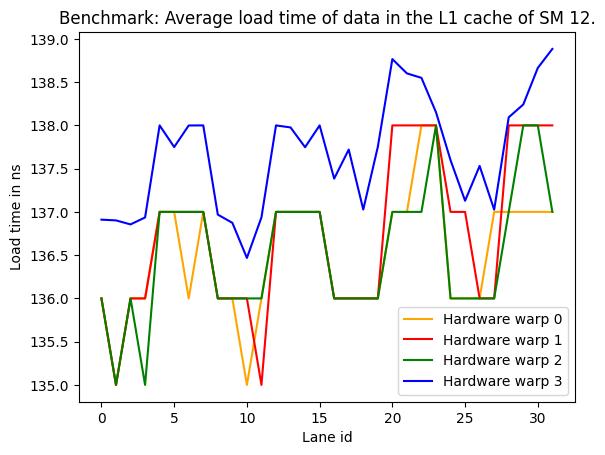 Benchmark: Average load time of data in the L1 cache of SM 12.
Load time in ns
139.0
138.5
138.0
137.5
137.0
136.5
136.0
135.5
135.0
Hardware warp 0
Hardware warp 1
Hardware warp 2
Hardware warp 3
0 5 10 15 20 25 30
Lane id